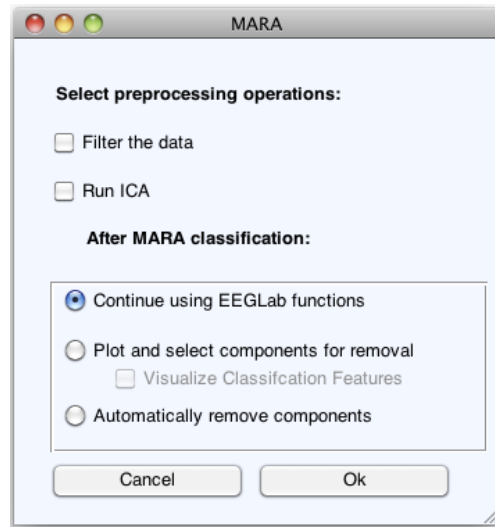 MARA
Select preprocessing operations:
Filter the data
Run ICA
After MARA classification:
Continue using EEGLab functions
Plot and select components for removal
Visualize Classifcation Features
Automatically remove components
Cancel Ok